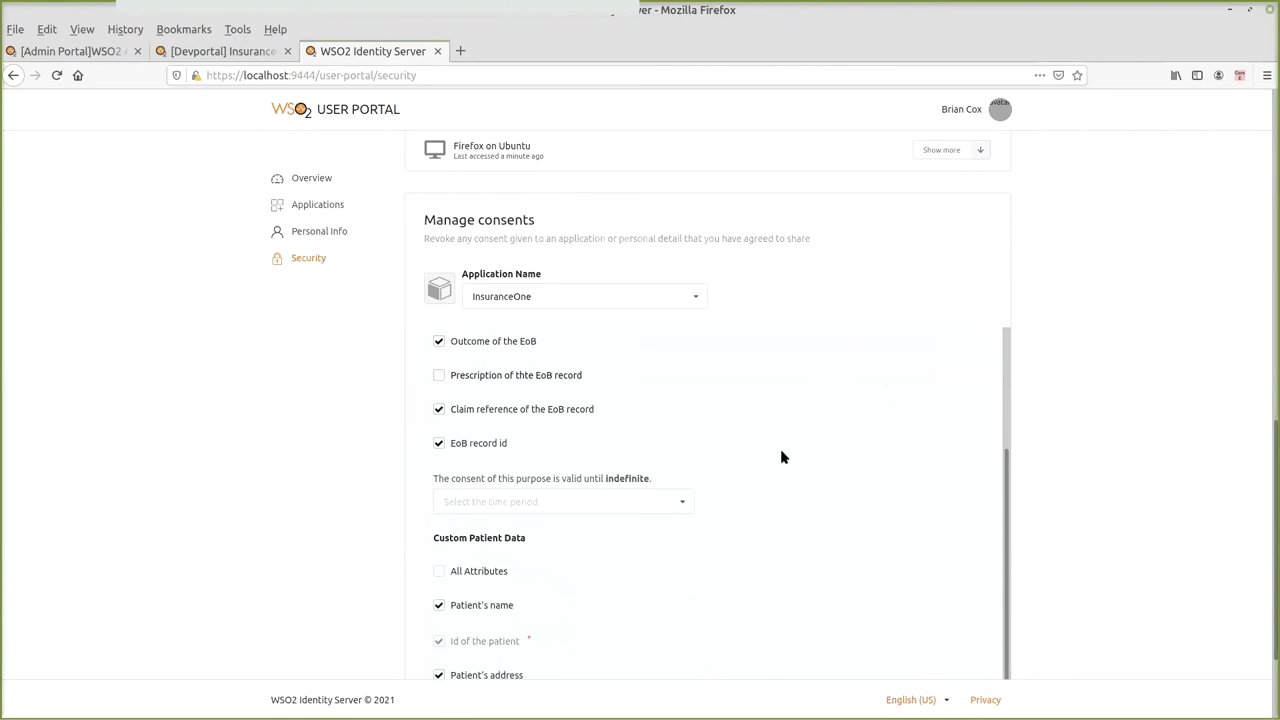 ver - Mozilla Firefox
File Edit View History Bookmarks Tools Help
[Admin Portal]WSO2
[Devportal] Insurance
WSO2 Identity Server
https://localhost:9444/user-portal/security
WSO2 USER PORTAL
Brian Cox
avatar
Overview
Applications
Personal Info
Security
Firefox on Ubuntu
Last accessed a minute ago
Show more
Manage consents
Revoke any consent given to an application or personal detail that you have agreed to share
Application Name
InsuranceOne
Outcome of the EoB
Prescription of thte EoB record
Claim reference of the EoB record
EoB record id
The consent of this purpose is valid until indefinite.
Select the time period
Custom Patient Data
All Attributes
Patient's name
Id of the patient *
Patient's address
WSO2 Identity Server © 2021
English (US)
Privacy